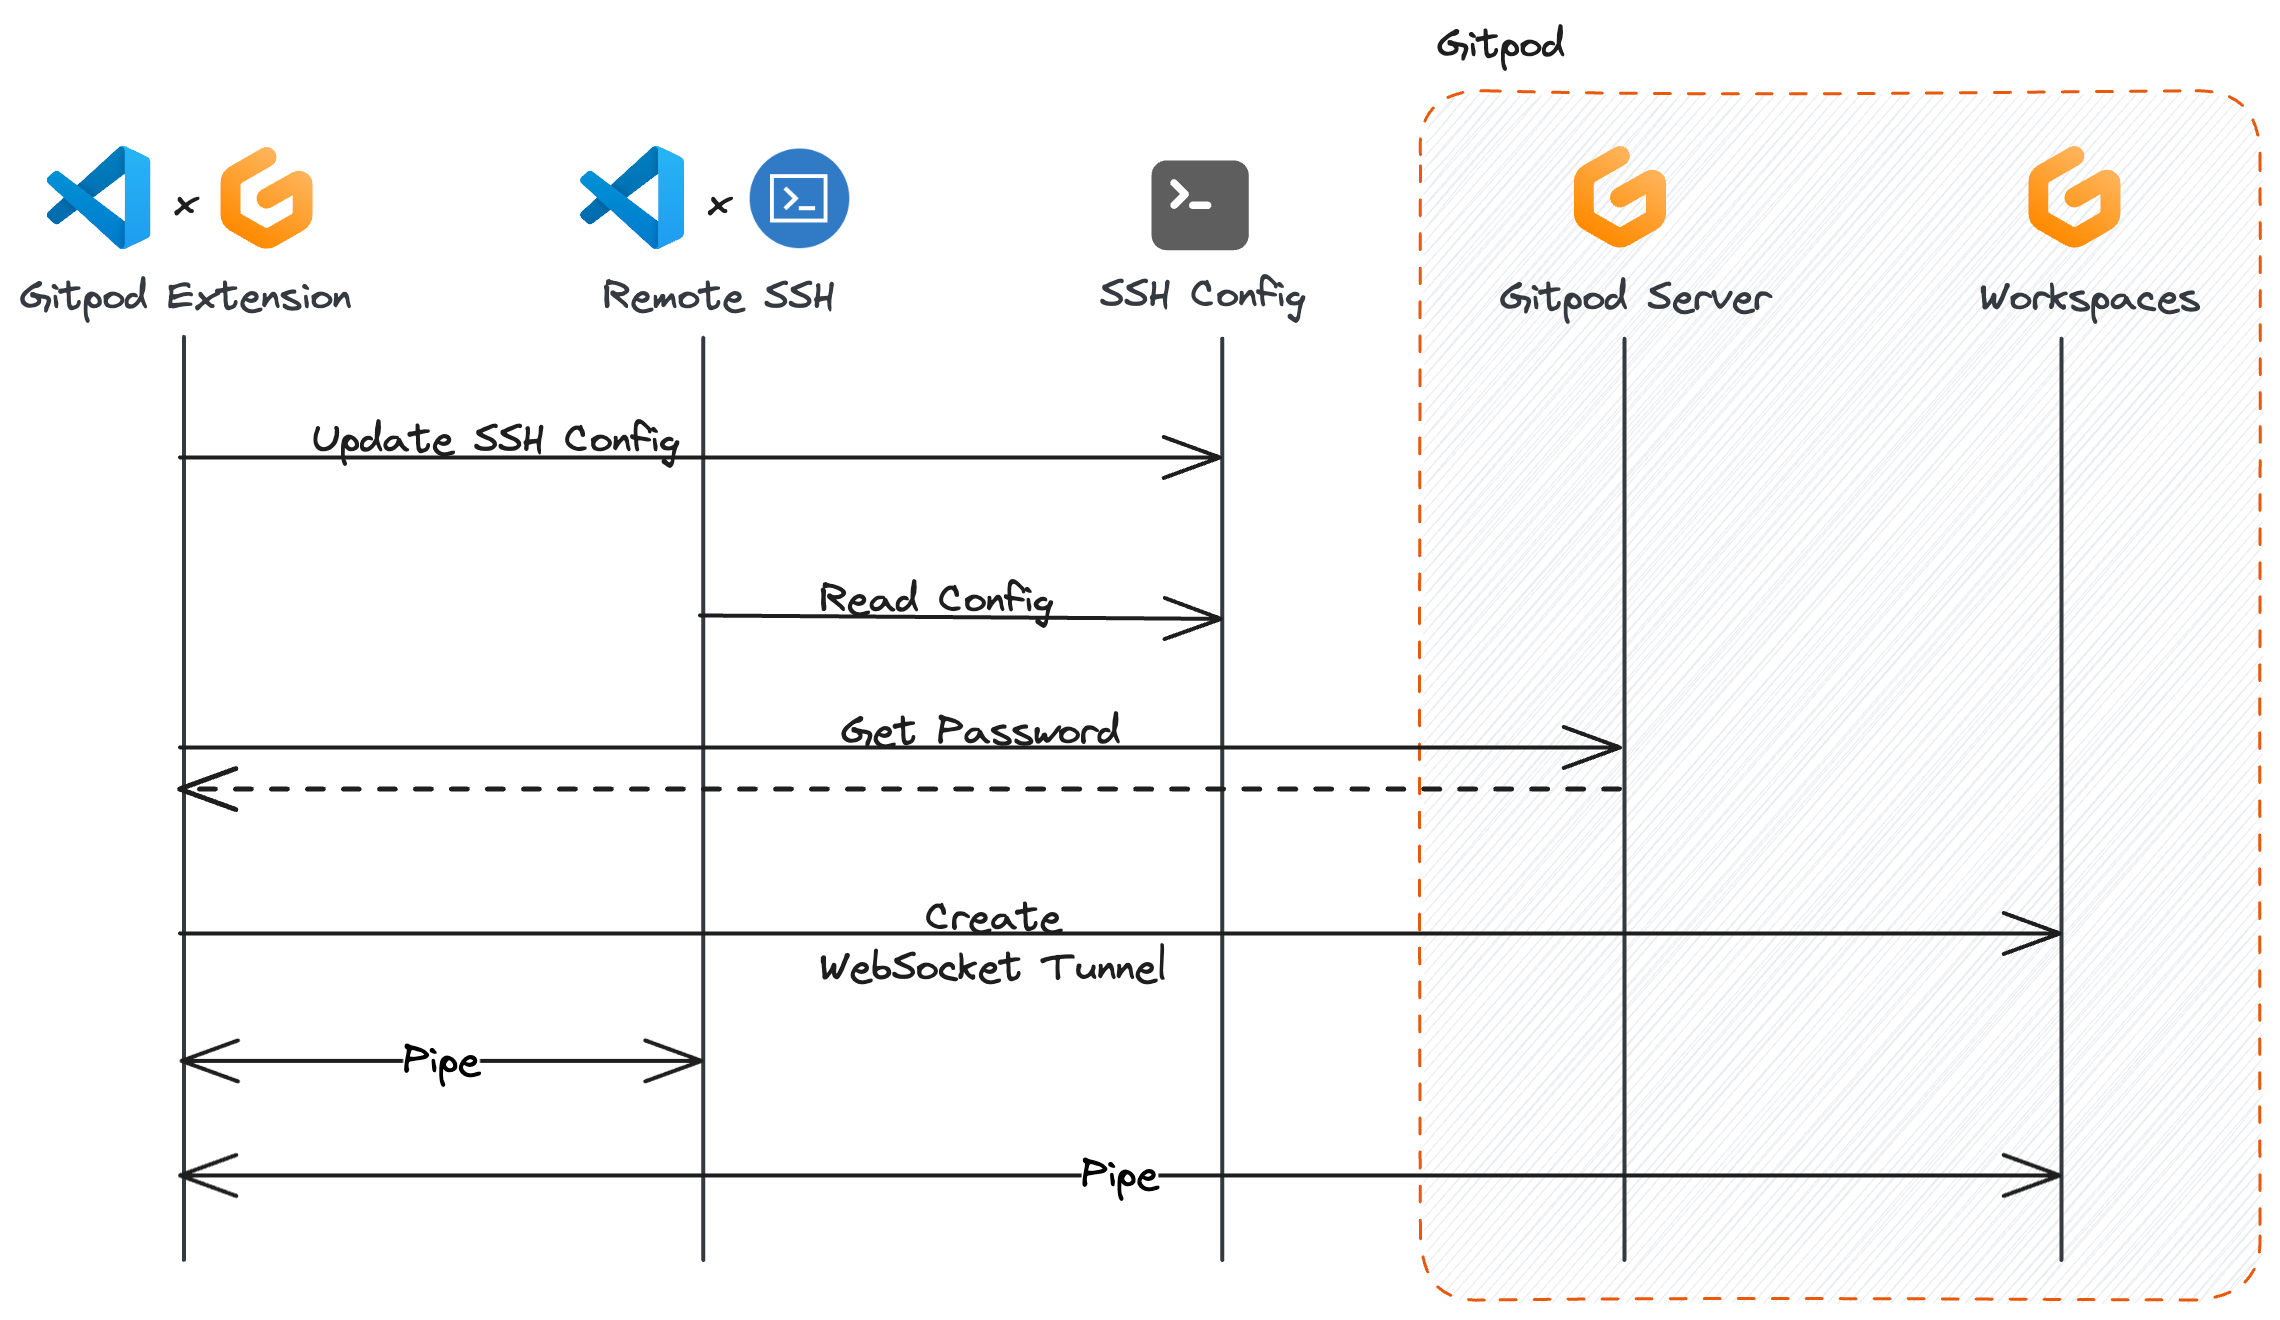 Gitpod
x
x
Gitpod Extension
Remote SSH
SSH Config
Gitpod Server
Workspaces
Update SSH Config
Read Config
Get Password
Create
WebSocket Tunnel
Pipe
Pipe